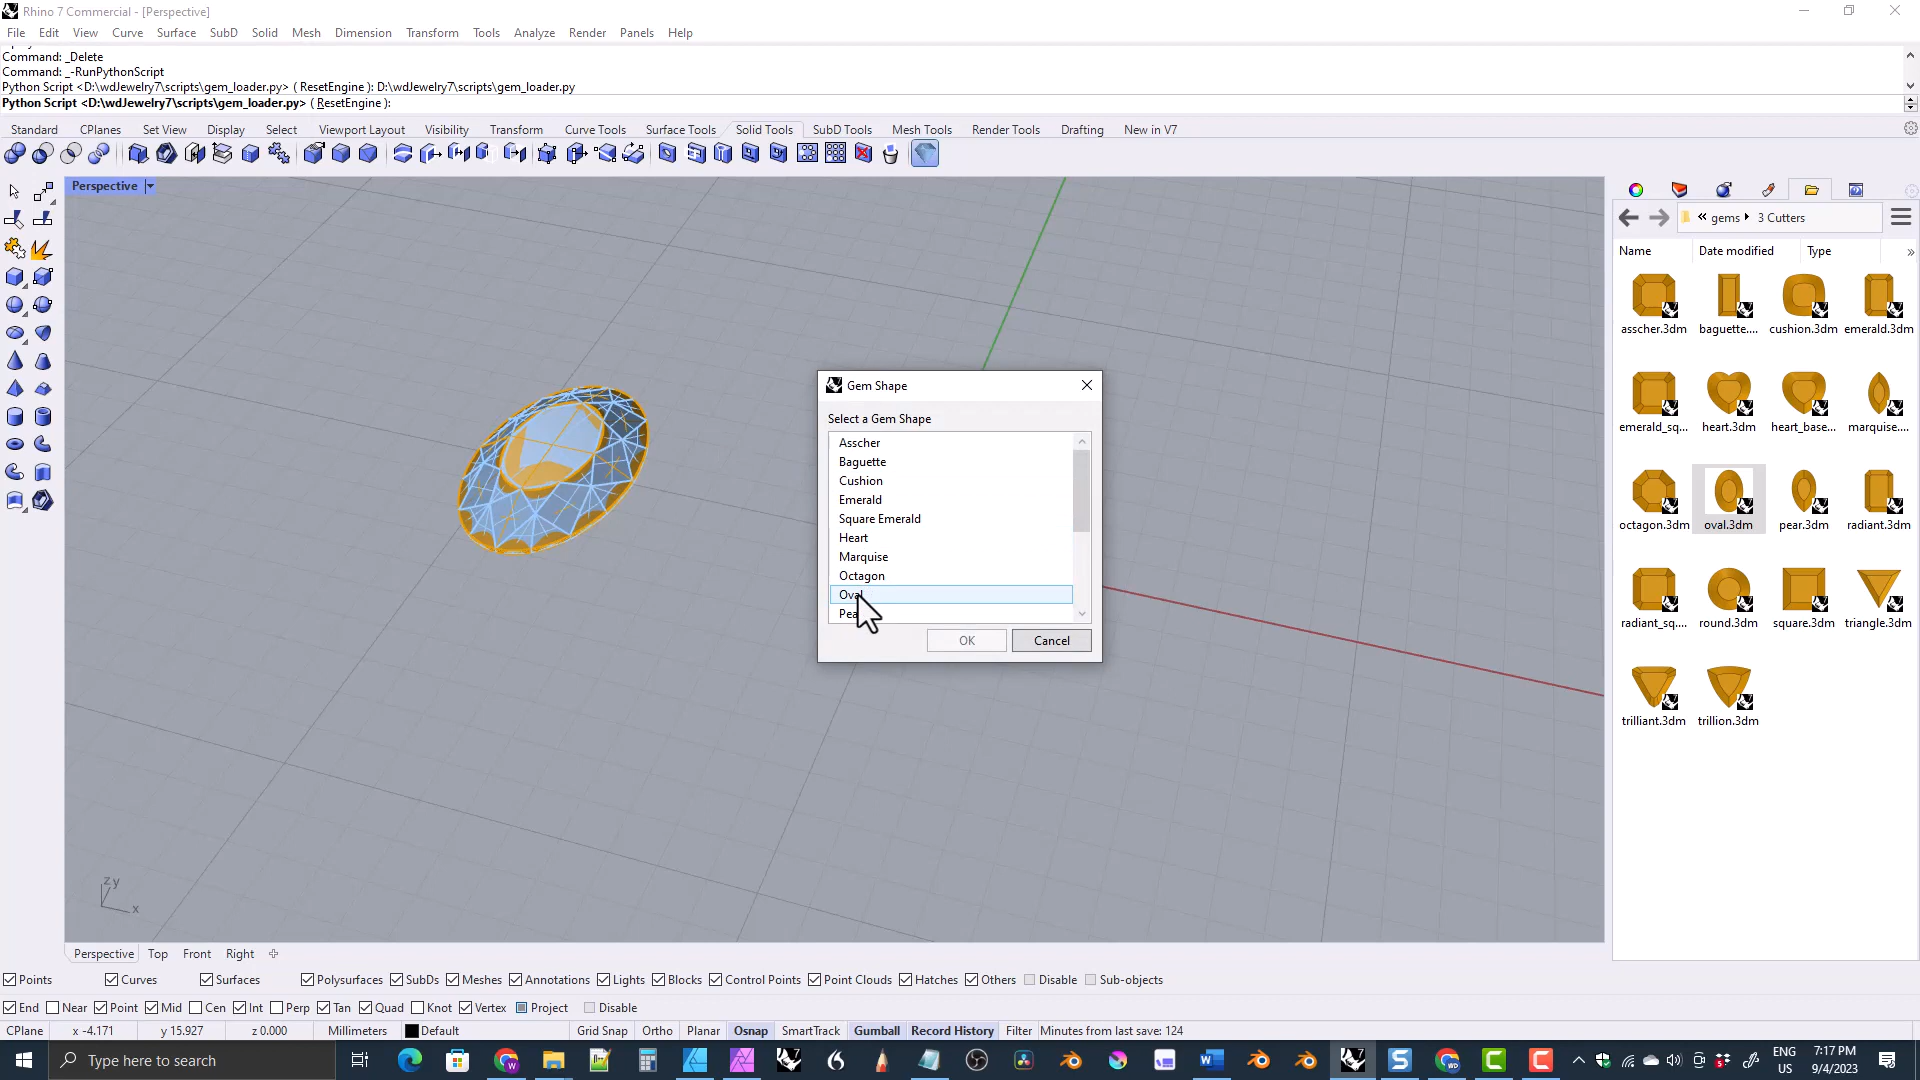 Rhino 7 Commercial - [Perspective]
File Edit View Curve Surface SubD Solid Mesh Dimension Transform Tools Analyze Render Panels Help
Command: _Delete
Command: _-RunPythonScript
Python Script <D:\wdJewelry7\scripts\gem_loader.py> ( ResetEngine ): D:\wdJewelry7\scripts\gem_loader.py
Python Script <D:\wdJewelry7\scripts\gem_loader.py> ( ResetEngine ):
Standard CPlanes Set View Display Select Viewport Layout Visibility Transform Curve Tools Surface Tools Solid Tools SubD Tools Mesh Tools Render Tools Drafting New in V7
Perspective
« gems 3 Cutters
Name Date modified Type »
asscher.3dm baguette.... cushion.3dm emerald.3dm
emerald_sq... heart.3dm heart_base... marquise....
octagon.3dm oval.3dm pear.3dm radiant.3dm
radiant_sq.... round.3dm square.3dm triangle.3dm
trilliant.3dm trillion.3dm
Gem Shape
Select a Gem Shape
Asscher
Baguette
Cushion
Emerald
Square Emerald
Heart
Marquise
Octagon
Oval
OK Cancel
z y
x
Perspective Top Front Right
Points Curves Surfaces Polysurfaces SubDs Meshes Annotations Lights Blocks Control Points Point Clouds Hatches Others Disable Sub-objects
End Near Point Mid Cen Int Perp Tan Quad Knot Vertex Project Disable
CPlane x -4.171 y 15.927 z 0.000 Millimeters Default Grid Snap Ortho Planar Osnap SmartTrack Gumball Record History Filter Minutes from last save: 124
Type here to search
ENG
US
7:17 PM
9/4/2023